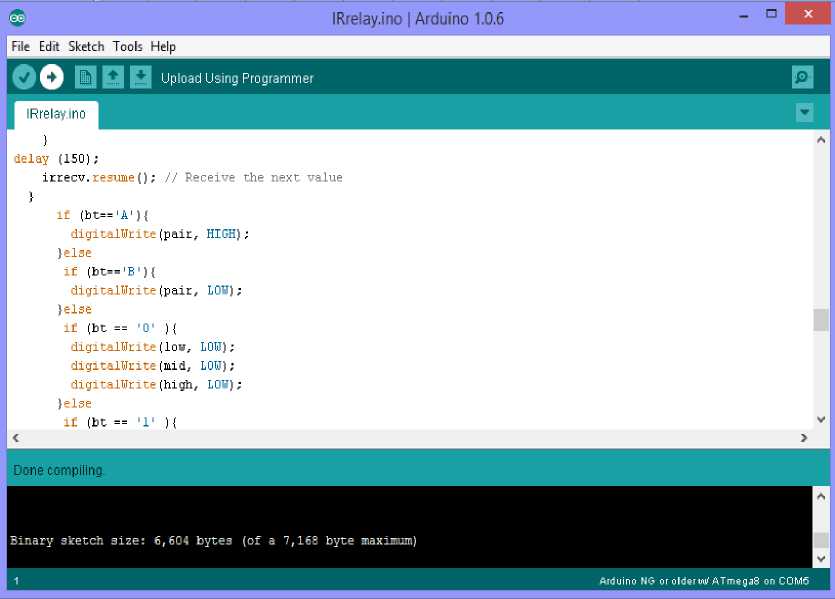 IRrelay.ino | Arduino 1.0.6
File Edit Sketch Tools Help
Upload Using Programmer
IRrelay.ino
}
delay (150);
irrecv.resume(); // Receive the next value
}
if (bt=='A'){
digitalWrite(pair, HIGH);
}else
if (bt=='B'){
digitalWrite(pair, LOW);
}else
if (bt == '0' ){
digitalWrite(low, LOW);
digitalWrite(mid, LOW);
digitalWrite(high, LOW);
}else
if (bt == '1' ){
Done compiling.
Binary sketch size: 6,604 bytes (of a 7,168 byte maximum)
1
Arduino NG or older w/ ATmega8 on COM6